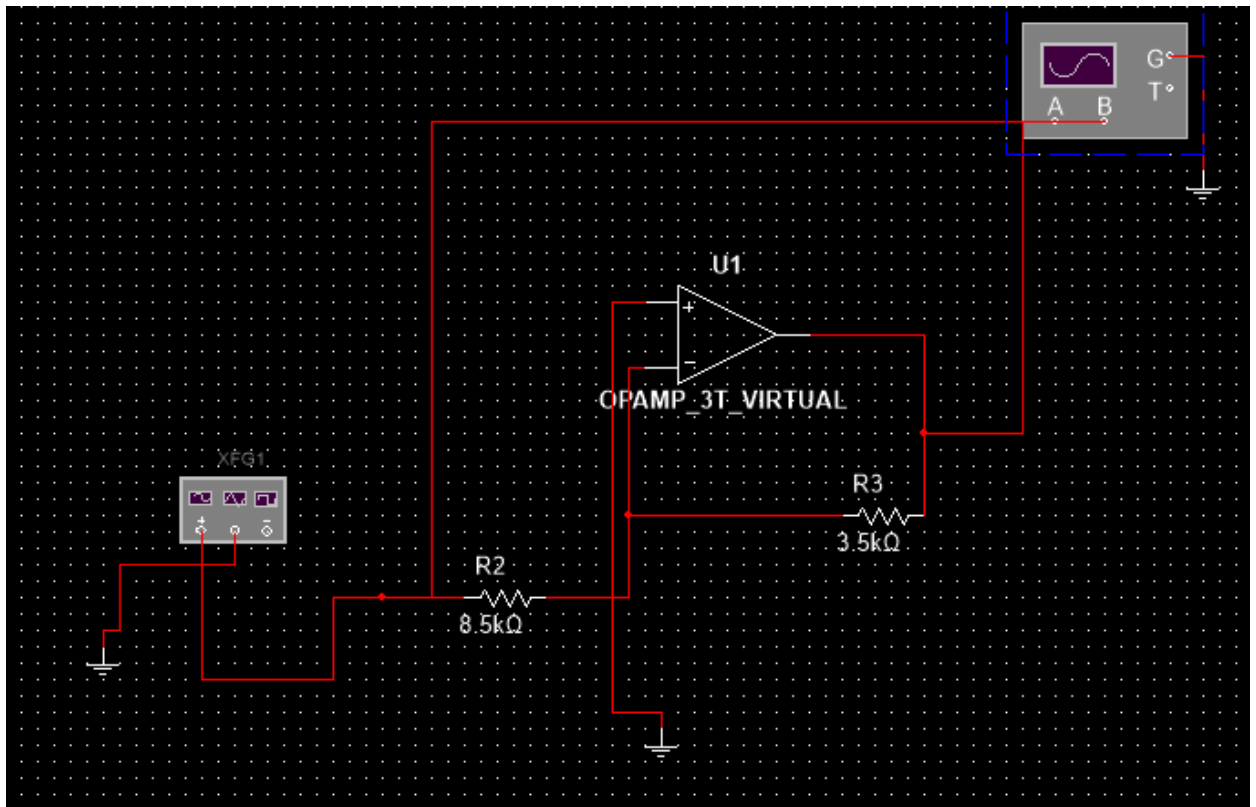 G
T
A B
U1
+
−
OPAMP_3T_VIRTUAL
XFG1
+ −
R3
3.5kΩ
R2
8.5kΩ